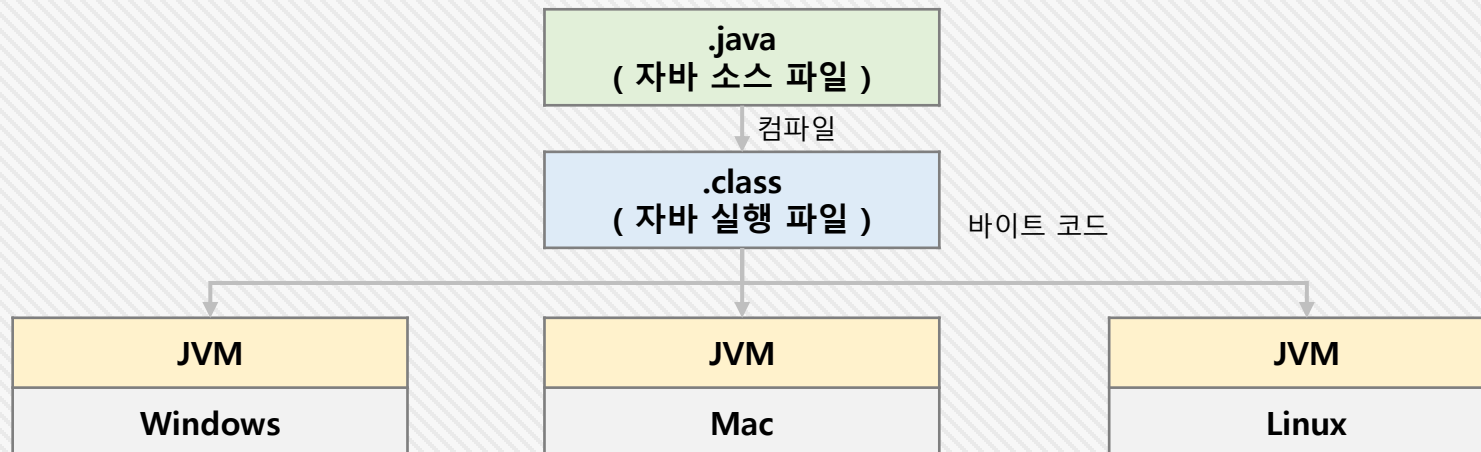 .java
( 자바 소스 파일 )
컴파일
.class
( 자바 실행 파일 )
바이트 코드
JVM
JVM
JVM
Windows
Mac
Linux